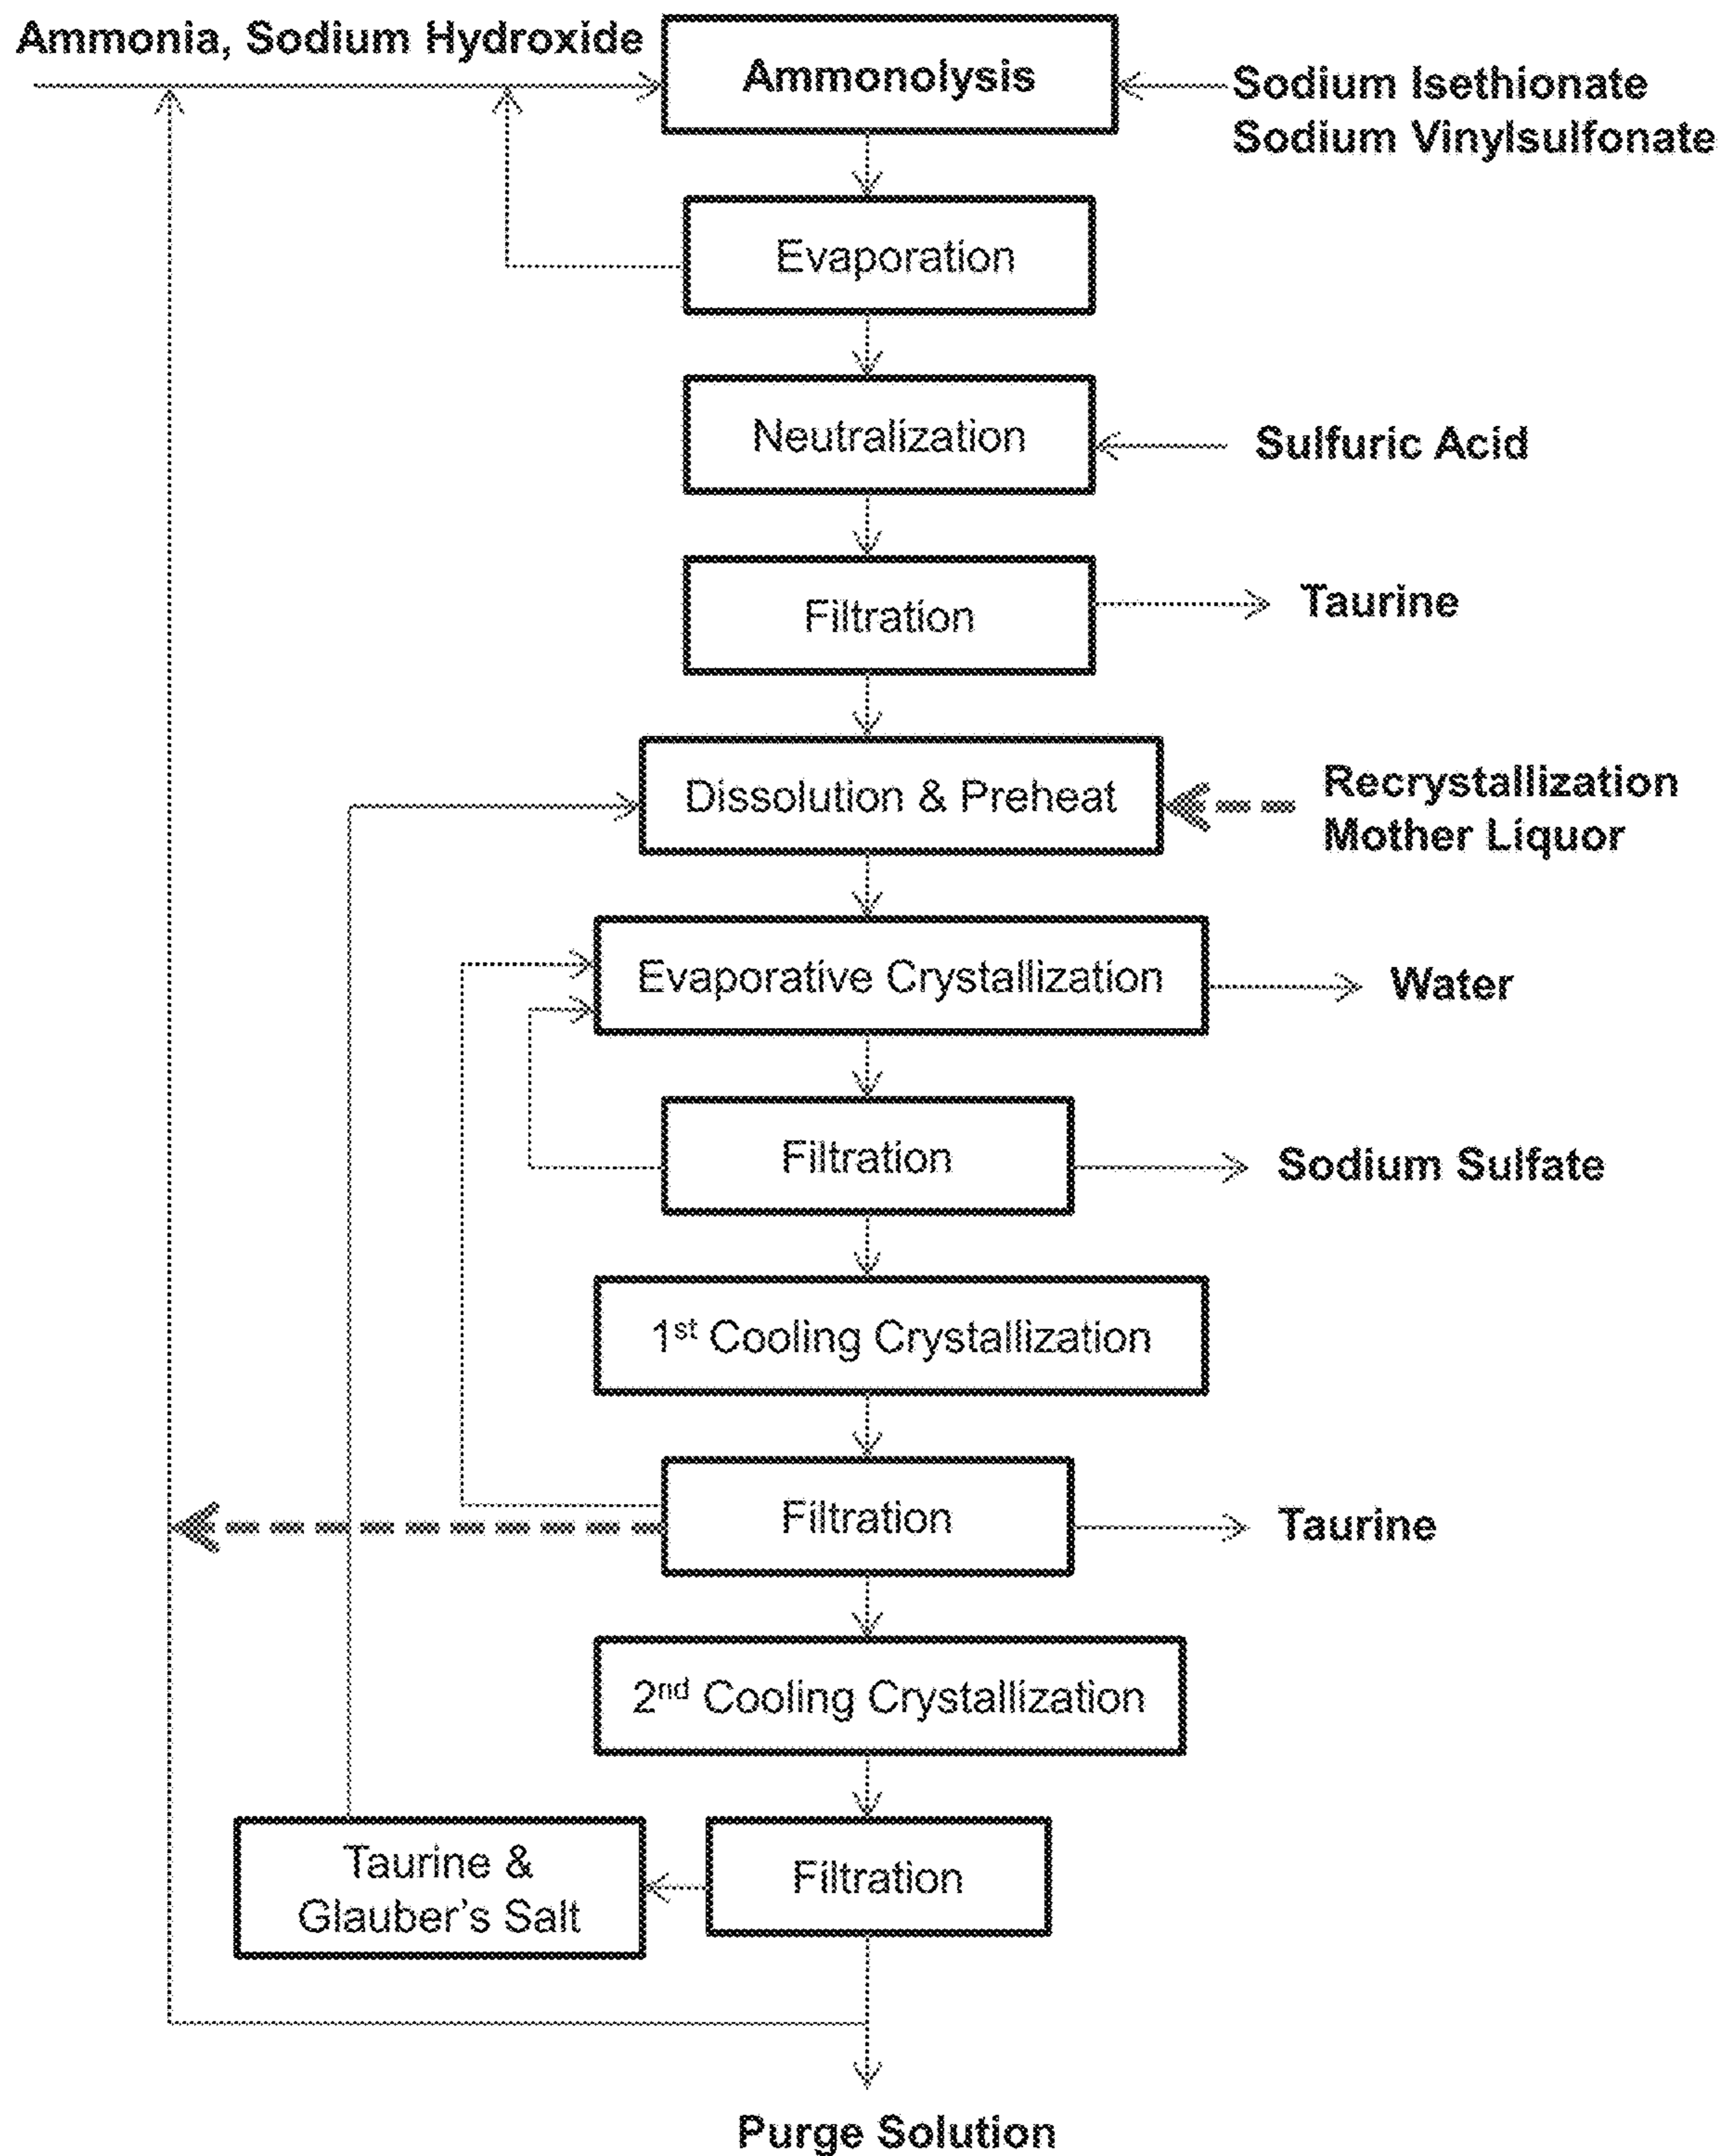 Ammonia, Sodium Hydroxide
Ammonolysis
Sodium Isethionate
Sodium Vinylsulfonate
Evaporation
Neutralization
Sulfuric Acid
Filtration
Taurine
Dissolution & Preheat
Recrystallization
Mother Liquor
Evaporative Crystallization
Water
Filtration
Sodium Sulfate
1st Cooling Crystallization
Filtration
Taurine
2nd Cooling Crystallization
Taurine &
Glauber's Salt
Filtration
Purge Solution